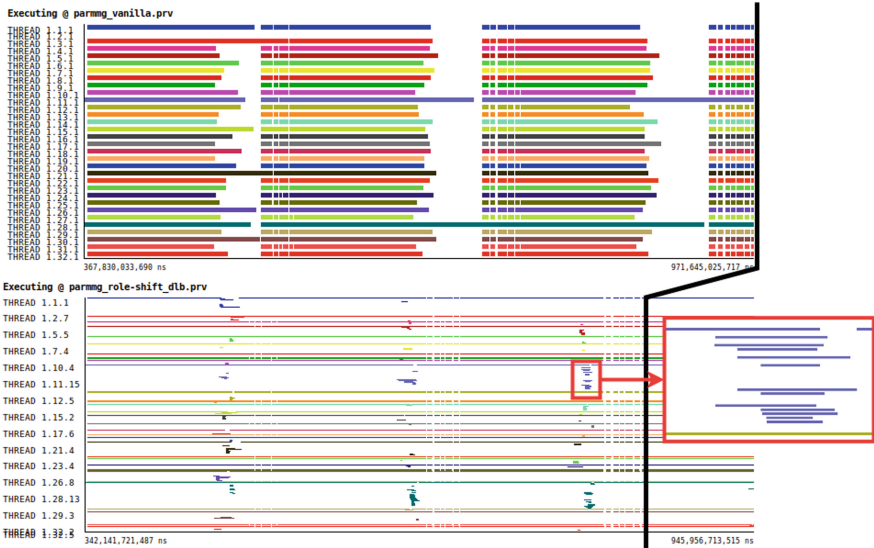 Executing @ parmmg_vanilla.prv
THREAD 1.1.1
THREAD 1.2.1
THREAD 1.3.1
THREAD 1.4.1
THREAD 1.5.1
THREAD 1.6.1
THREAD 1.7.1
THREAD 1.8.1
THREAD 1.9.1
THREAD 1.10.1
THREAD 1.11.1
THREAD 1.12.1
THREAD 1.13.1
THREAD 1.14.1
THREAD 1.15.1
THREAD 1.16.1
THREAD 1.17.1
THREAD 1.18.1
THREAD 1.19.1
THREAD 1.20.1
THREAD 1.21.1
THREAD 1.22.1
THREAD 1.23.1
THREAD 1.24.1
THREAD 1.25.1
THREAD 1.26.1
THREAD 1.27.1
THREAD 1.28.1
THREAD 1.29.1
THREAD 1.30.1
THREAD 1.31.1
THREAD 1.32.1
367,830,033,690 ns
971,645,025,717 ns
Executing @ parmmg_role-shift_dlb.prv
THREAD 1.1.1
THREAD 1.2.7
THREAD 1.5.5
THREAD 1.7.4
THREAD 1.10.4
THREAD 1.11.15
THREAD 1.12.5
THREAD 1.15.2
THREAD 1.17.6
THREAD 1.21.4
THREAD 1.23.4
THREAD 1.26.8
THREAD 1.28.13
THREAD 1.29.3
THREAD 1.32.5
342,141,721,487 ns
945,956,713,515 ns